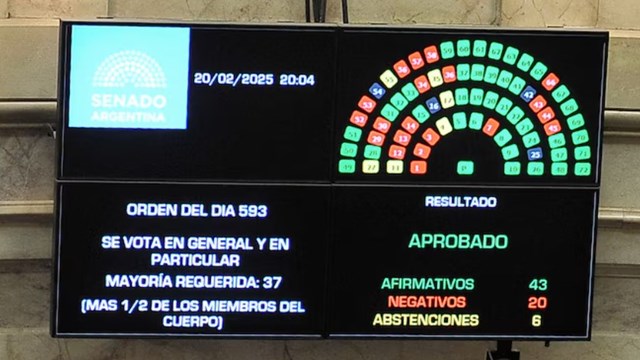 SENADO
ARGENTINA
20/02/2025 20:04
ORDEN DEL DIA 593
SE VOTA EN GENERAL Y EN
PARTICULAR
MAYORÍA REQUERIDA: 37
(MAS 1/2 DE LOS MIEMBROS DEL
CUERPO)
RESULTADO
APROBADO
AFIRMATIVOS 43
NEGATIVOS 20
ABSTENCIONES 6